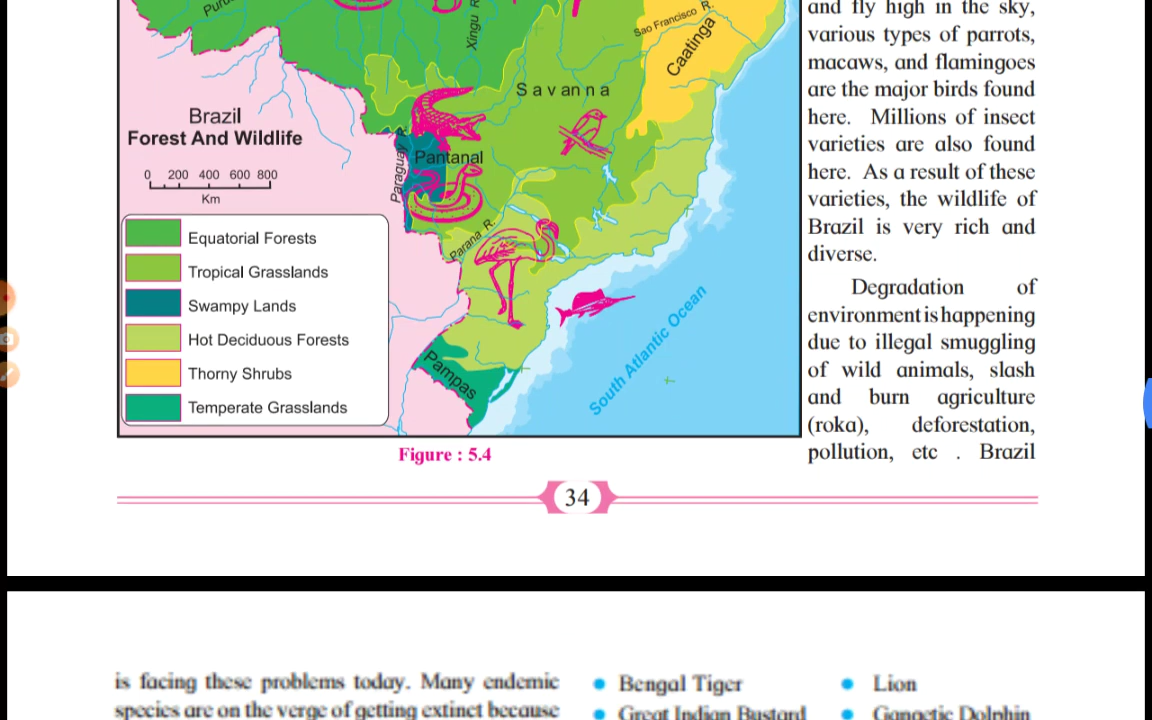 Xingu R
Sao Francisco R.
Caatinga
Savanna
Brazil
Forest And Wildlife
0 200 400 600 800
Km
Paraguay R.
Pantanal
Parana R.
Equatorial Forests
Tropical Grasslands
Swampy Lands
Hot Deciduous Forests
Thorny Shrubs
Temperate Grasslands
Pampas
South Atlantic Ocean
Figure : 5.4
and fly high in the sky,
various types of parrots,
macaws, and flamingoes
are the major birds found
here. Millions of insect
varieties are also found
here. As a result of these
varieties, the wildlife of
Brazil is very rich and
diverse.
Degradation of
environment is happening
due to illegal smuggling
of wild animals, slash
and burn agriculture
(roka), deforestation,
pollution, etc . Brazil
34
is facing these problems today. Many endemic
species are on the verge of getting extinct because
• Bengal Tiger
• Great Indian Bustard
• Lion
• Gangetic Dolphin